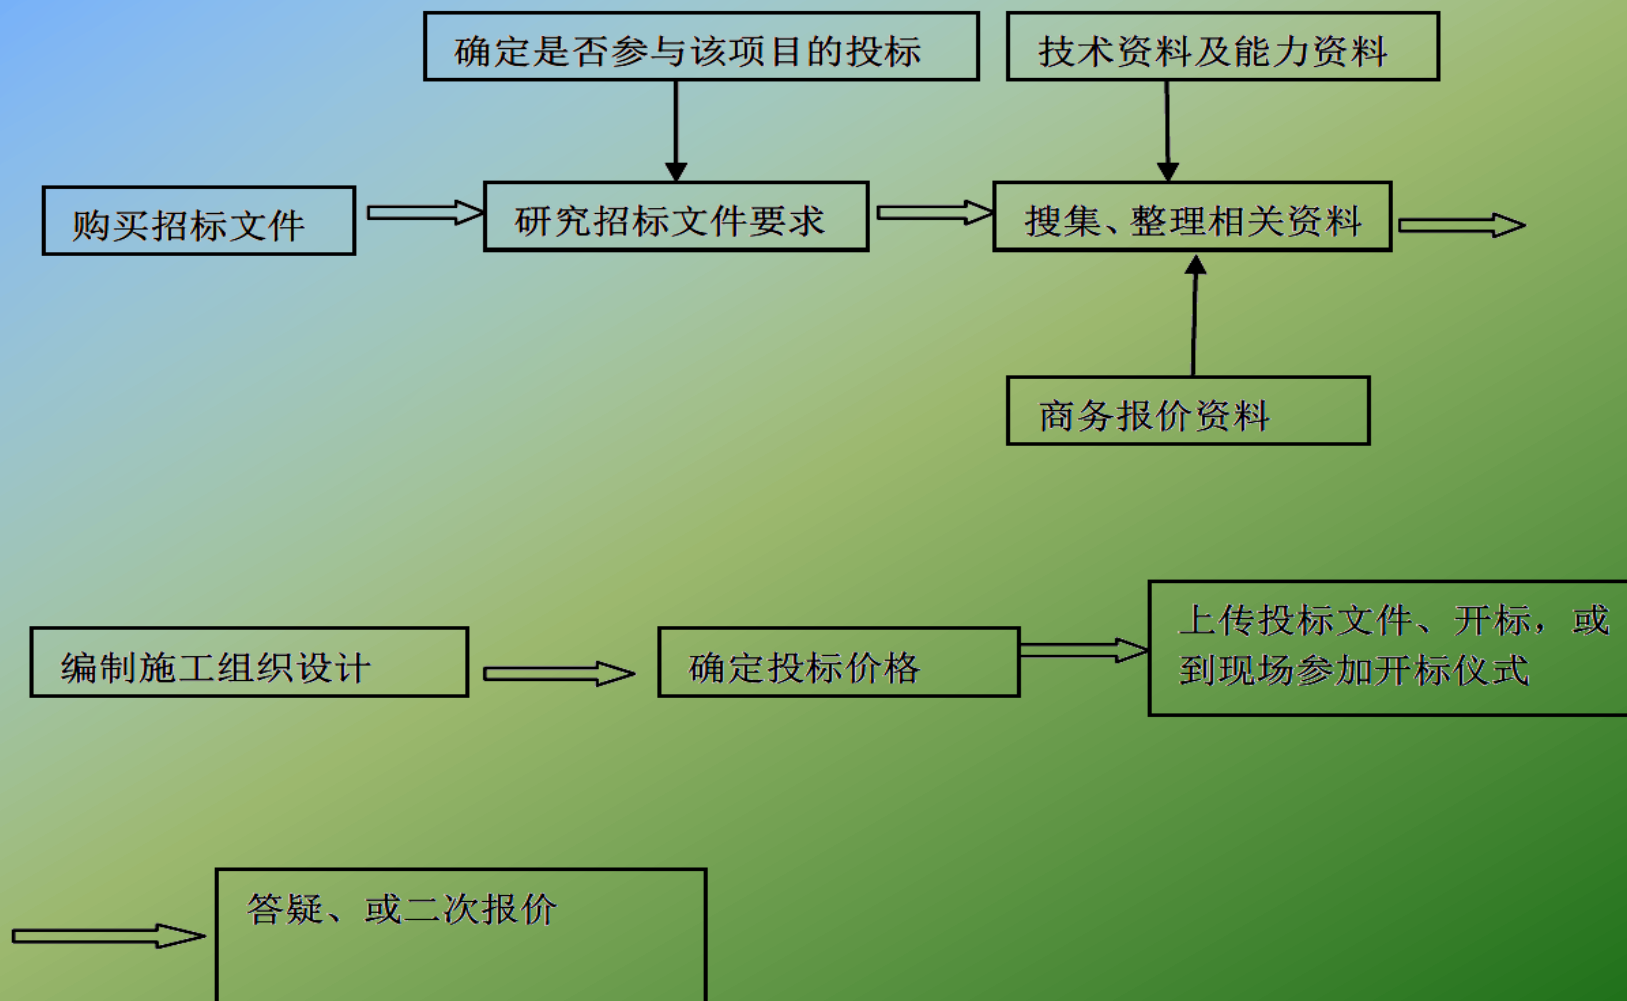 确定是否参与该项目的投标
技术资料及能力资料
购买招标文件
研究招标文件要求
搜集、整理相关资料
商务报价资料
编制施工组织设计
确定投标价格
上传投标文件、开标，或
到现场参加开标仪式
答疑、或二次报价